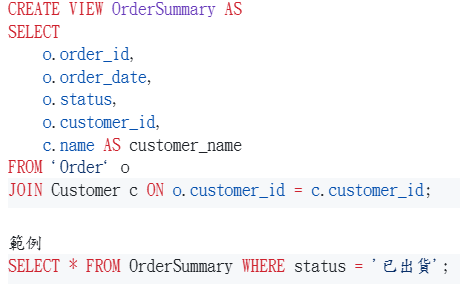 CREATE VIEW OrderSummary AS
SELECT
    o.order_id,
    o.order_date,
    o.status,
    o.customer_id,
    c.name AS customer_name
FROM ‘Order‘ o
JOIN Customer c ON o.customer_id = c.customer_id;

範例
SELECT * FROM OrderSummary WHERE status = '已出貨';